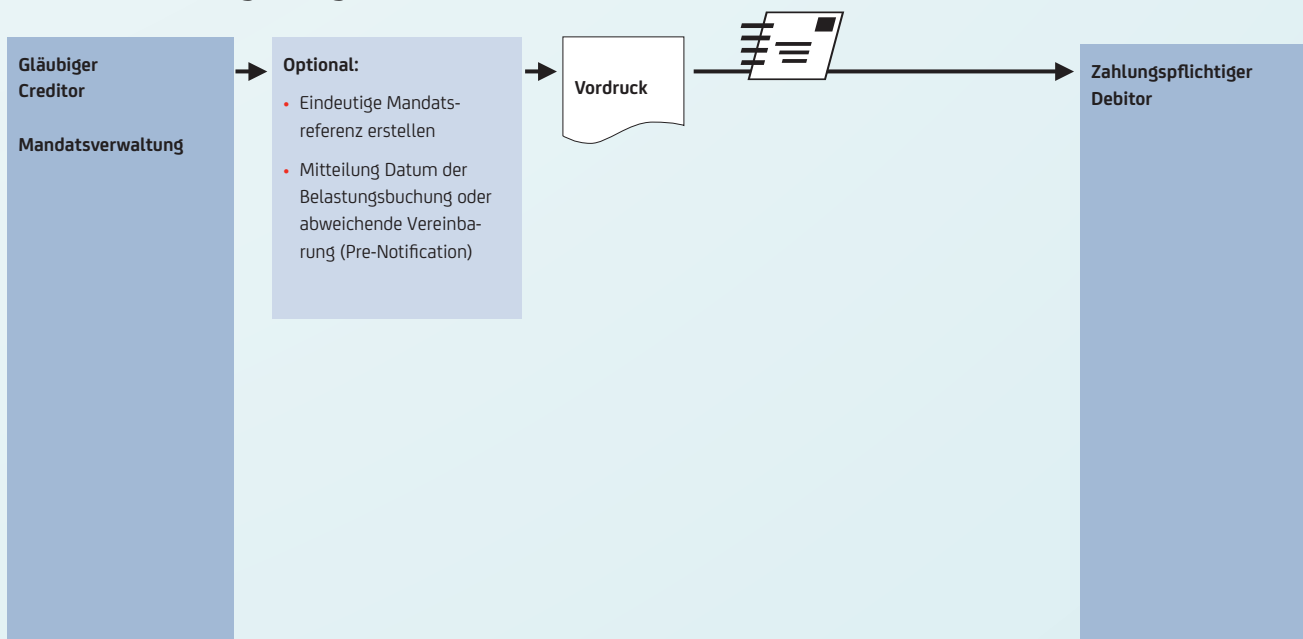 Gläubiger
Creditor
Mandatsverwaltung
Optional:
• Eindeutige Mandats-
referenz erstellen
• Mitteilung Datum der
Belastungsbuchung oder
abweichende Vereinba-
rung (Pre-Notification)
Vordruck
Zahlungspflichtiger
Debitor